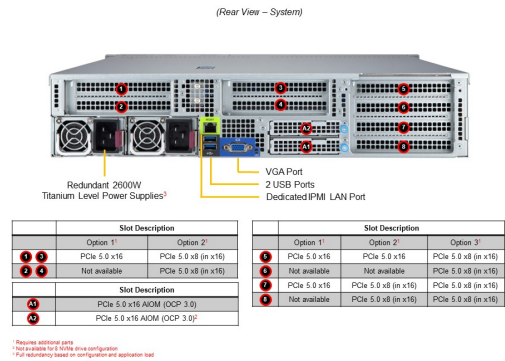 (Rear View – System)
1
2
3
4
5
6
7
8
A2
A1
VGA Port
2 USB Ports
Dedicated IPMI LAN Port
Redundant 2600W
Titanium Level Power Supplies³
Slot Description
Option 1¹ Option 2¹
1 3 PCIe 5.0 x16 PCIe 5.0 x8 (in x16)
2 4 Not available PCIe 5.0 x8 (in x16)
Slot Description
A1 PCIe 5.0 x16 AIOM (OCP 3.0)
A2 PCIe 5.0 x16 AIOM (OCP 3.0)²
Slot Description
Option 1¹ Option 2¹ Option 3¹
5 PCIe 5.0 x16 PCIe 5.0 x16 PCIe 5.0 x8 (in x16)
6 Not available Not available PCIe 5.0 x8 (in x16)
7 PCIe 5.0 x16 PCIe 5.0 x8 (in x16) PCIe 5.0 x8 (in x16)
8 Not available PCIe 5.0 x8 (in x16) PCIe 5.0 x8 (in x16)
¹ Requires additional parts
² Not available for 5 NVMe drive configuration
³ Full redundancy based on configuration and application load